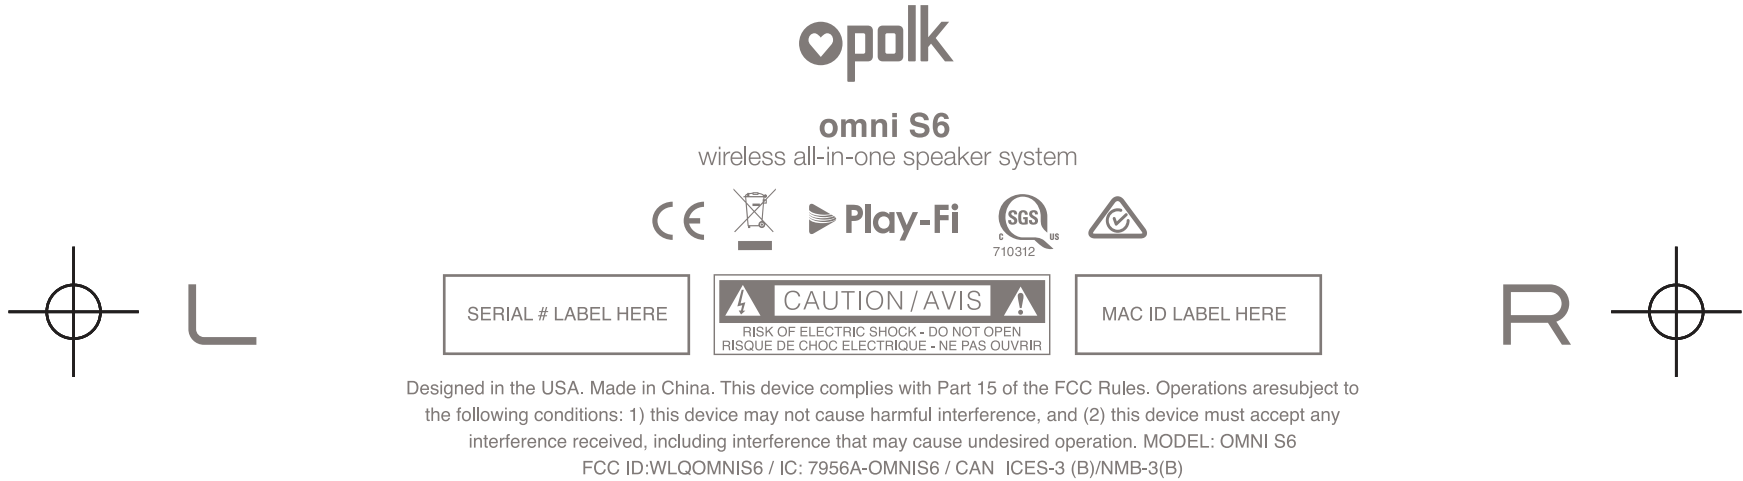 polk
omni S6
wireless all-in-one speaker system
CE
Play-Fi
SGS
C US
710312
L
SERIAL # LABEL HERE
CAUTION / AVIS
RISK OF ELECTRIC SHOCK - DO NOT OPEN
RISQUE DE CHOC ELECTRIQUE - NE PAS OUVRIR
MAC ID LABEL HERE
R
Designed in the USA. Made in China. This device complies with Part 15 of the FCC Rules. Operations aresubject to
the following conditions: 1) this device may not cause harmful interference, and (2) this device must accept any
interference received, including interference that may cause undesired operation. MODEL: OMNI S6
FCC ID:WLQOMNIS6 / IC: 7956A-OMNIS6 / CAN ICES-3 (B)/NMB-3(B)